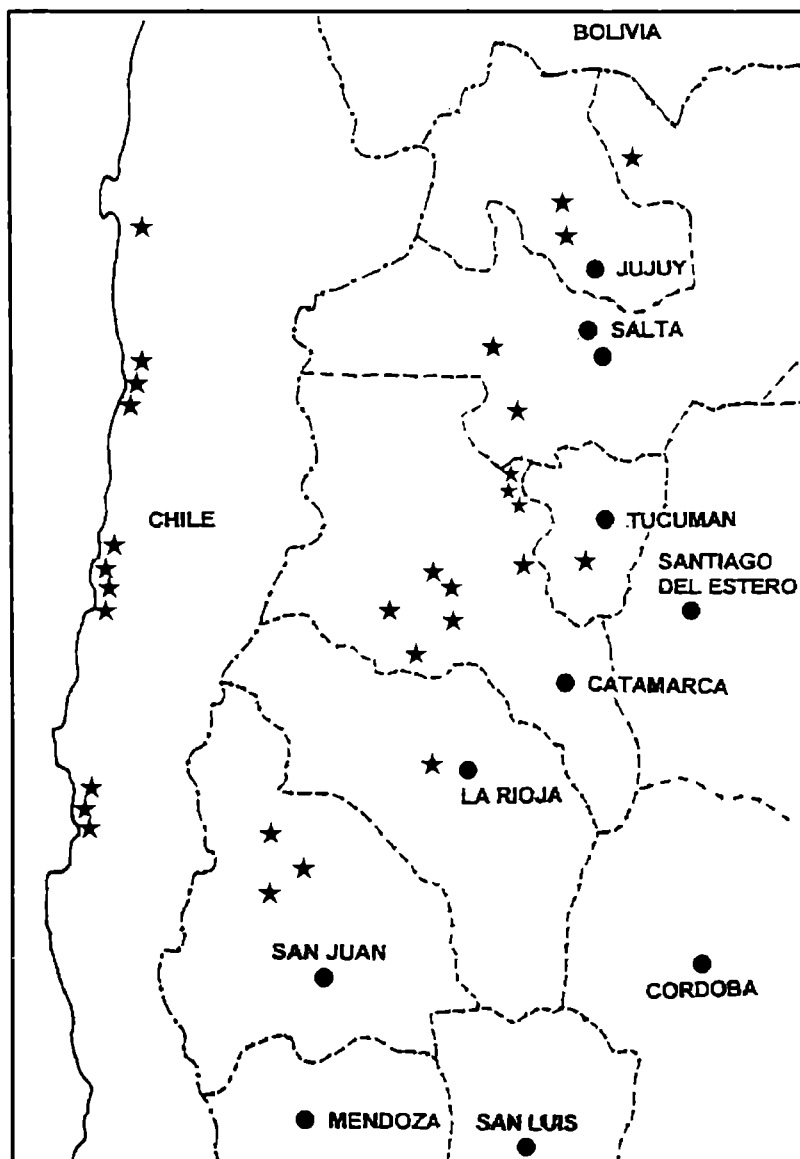 BOLIVIA
JUJUY
SALTA
CHILE
TUCUMAN
SANTIAGO
DEL ESTERO
CATAMARCA
LA RIOJA
SAN JUAN
CORDOBA
MENDOZA
SAN LUIS